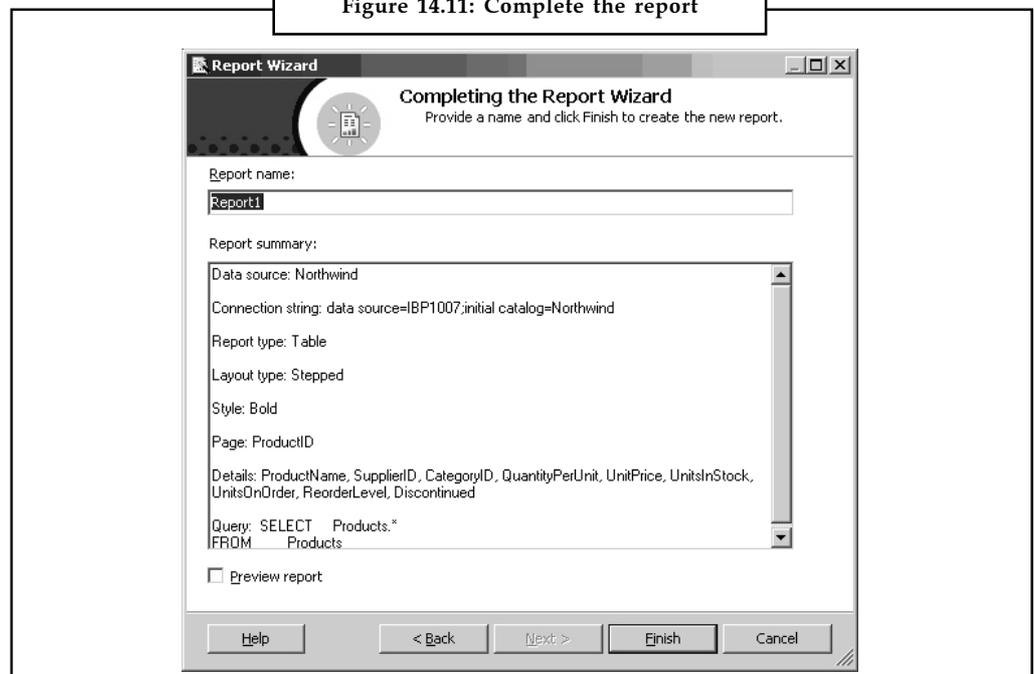 Figure 14.11: Complete the report
Report Wizard
Completing the Report Wizard
Provide a name and click Finish to create the new report.
Report name:
Report1
Report summary:
Data source: Northwind
Connection string: data source=IBP1007;initial catalog=Northwind
Report type: Table
Layout type: Stepped
Style: Bold
Page: ProductID
Details: ProductName, SupplierID, CategoryID, QuantityPerUnit, UnitPrice, UnitsInStock,
UnitsOnOrder, ReorderLevel, Discontinued
Query: SELECT Products.*
FROM Products
Preview report
Help < Back Next > Finish Cancel